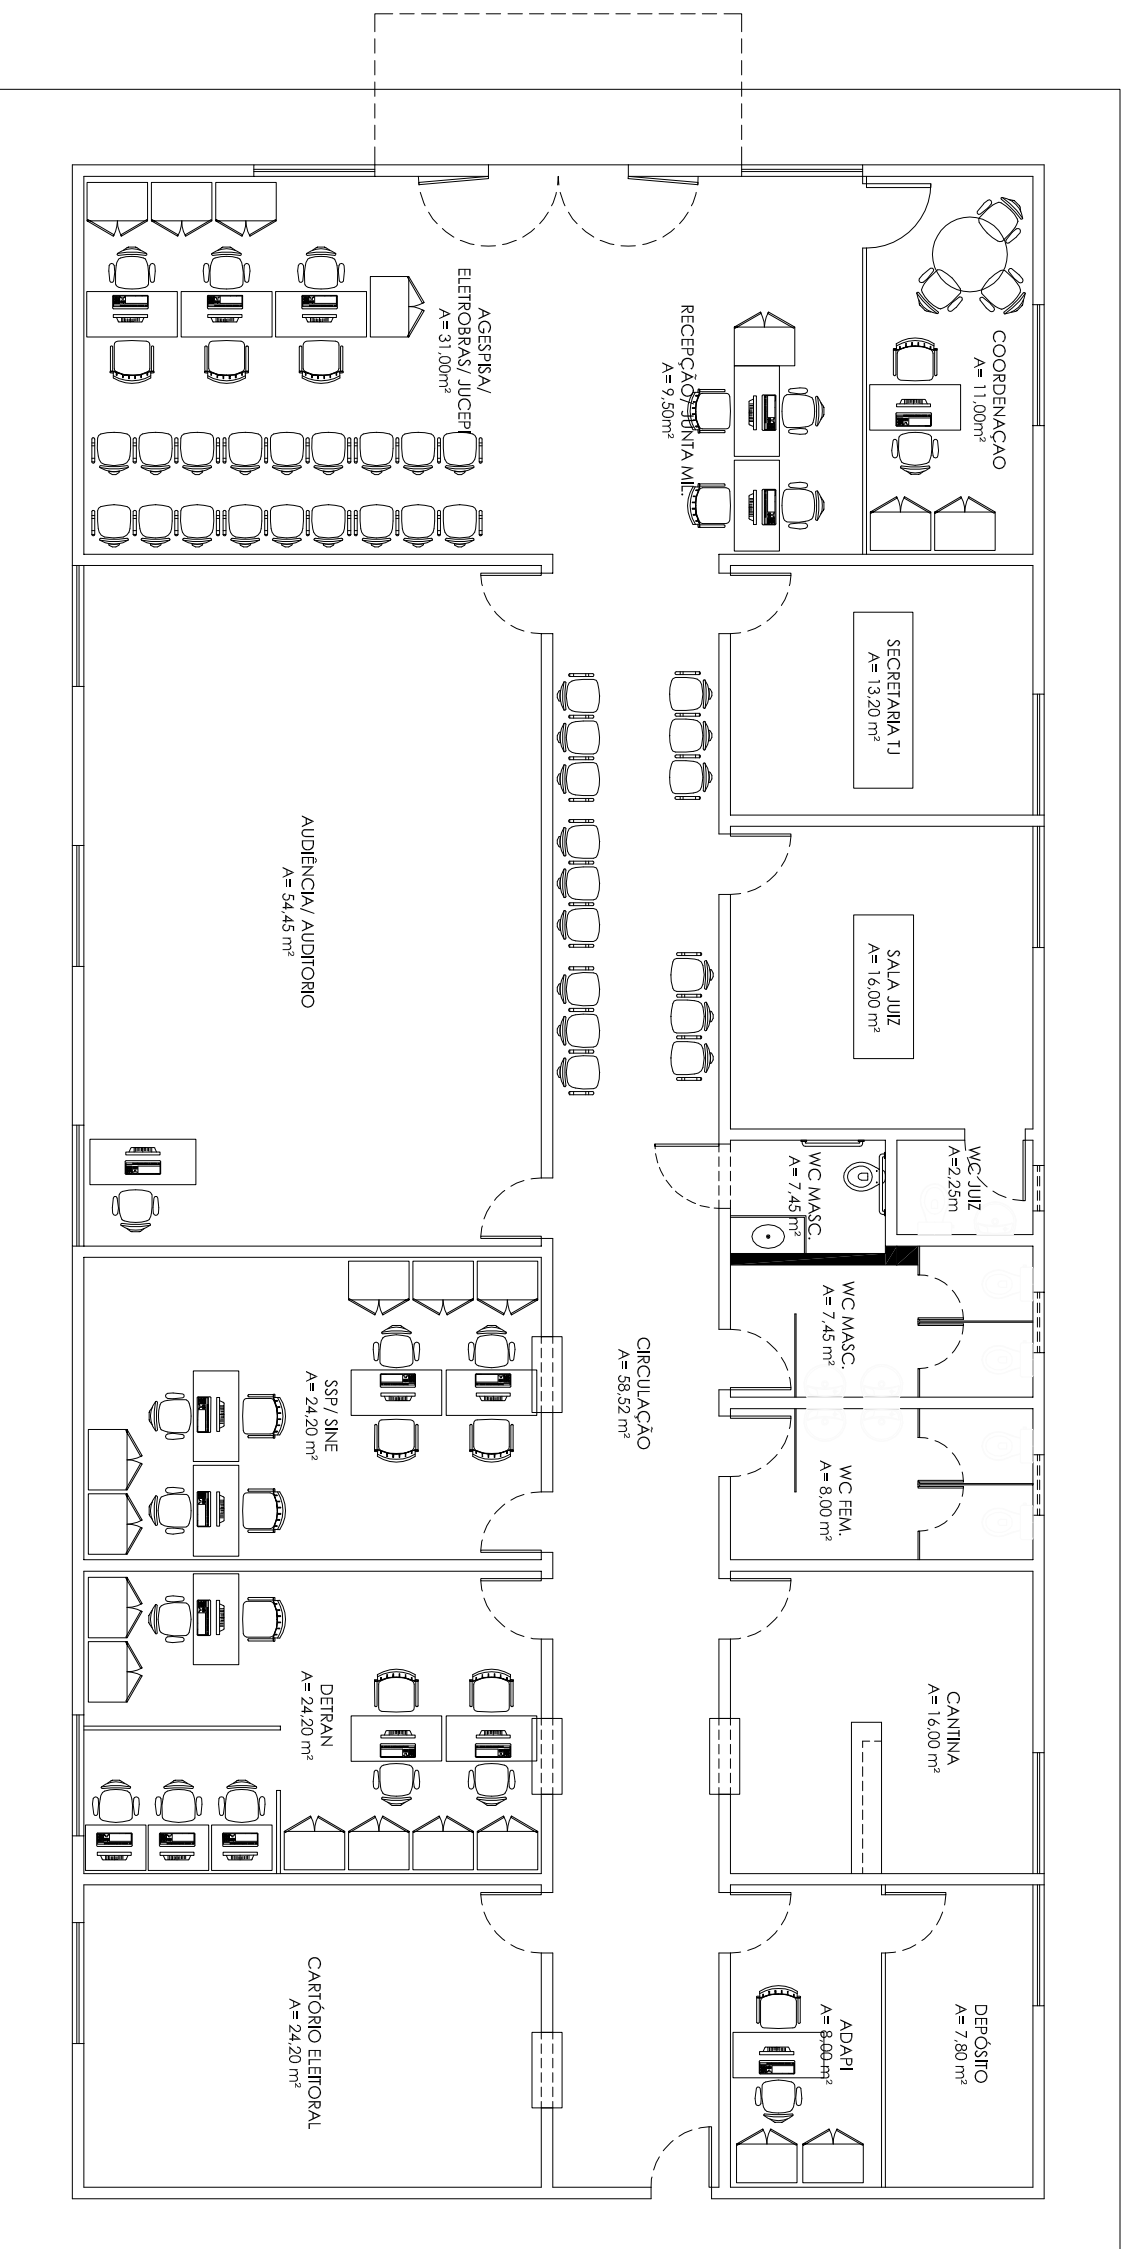 COORDENAÇAO
A= 11,00m²
RECEPÇÃO/ JUNTA MIL.
A= 9,50m²
AGESPISA/
ELETROBRAS/ JUCEPI
A= 31,00m²
SECRETARIA TJ
A= 13,20 m²
SALA JUIZ
A= 16,00 m²
AUDIÊNCIA/ AUDITORIO
A= 54,45 m²
WC JUIZ
A=2,25m
WC MASC.
A= 7,45 m²
WC MASC.
A= 7,45 m²
WC FEM.
A= 8,00 m²
CIRCULAÇÃO
A= 58,52 m²
SSP/ SINE
A= 24,20 m²
DETRAN
A= 24,20 m²
CANTINA
A= 16,00 m²
DEPÓSITO
A= 7,80 m²
ADAPI
A= 8,00 m²
CARTÓRIO ELEITORAL
A= 24,20 m²